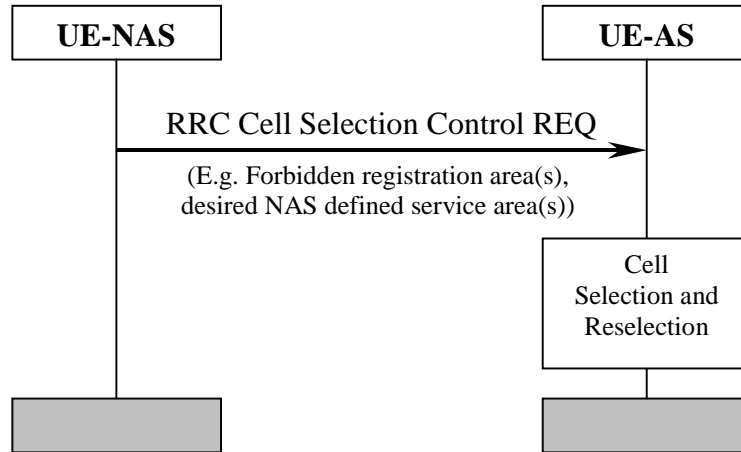 UE-NAS
UE-AS
RRC Cell Selection Control REQ
(E.g. Forbidden registration area(s),
desired NAS defined service area(s))
Cell
Selection and
Reselection